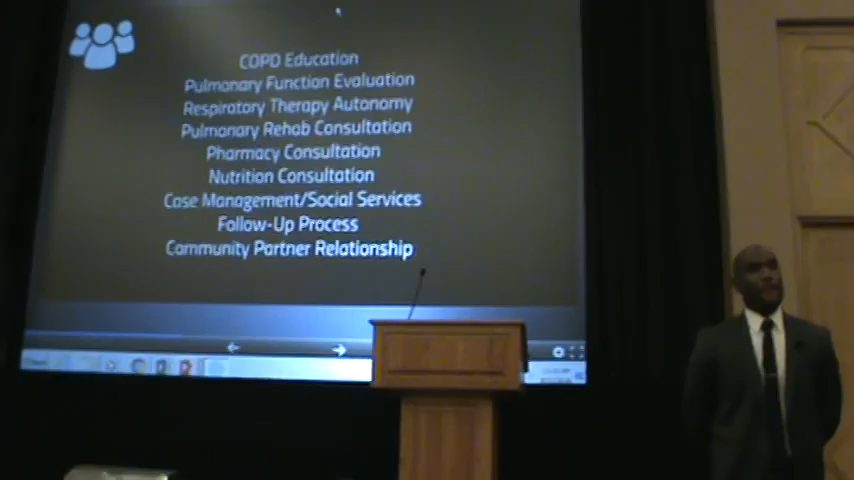 COPD Education
Pulmonary Function Evaluation
Respiratory Therapy Autonomy
Pulmonary Rehab Consultation
Pharmacy Consultation
Nutrition Consultation
Case Management/Social Services
Follow-Up Process
Community Partner Relationship